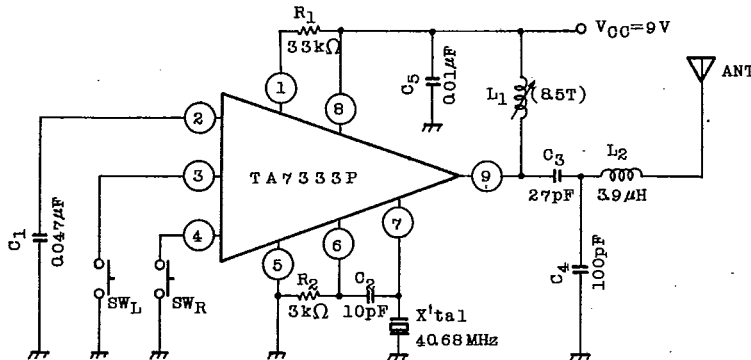 R1
33kΩ
VCC=9V
ANT
C5
0.01μF
L1
(8.5T)
1
8
2
3
TA7333P
9
C3
27pF
L2
3.9μH
4
7
C1
0.047μF
6
5
SWL
SWR
R2
3kΩ
C2
10pF
X'tal
40.68MHz
C4
100pF